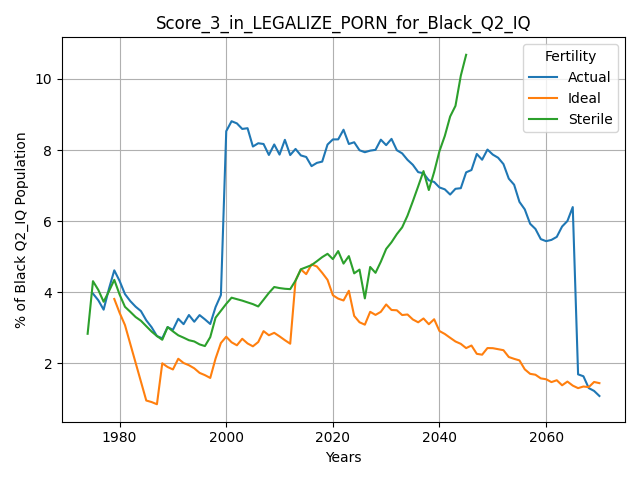 Score_3_in_LEGALIZE_PORN_for_Black_Q2_IQ
Fertility
Actual
Ideal
Sterile
% of Black Q2_IQ Population
10
8
6
4
2
1980 2000 2020 2040 2060
Years